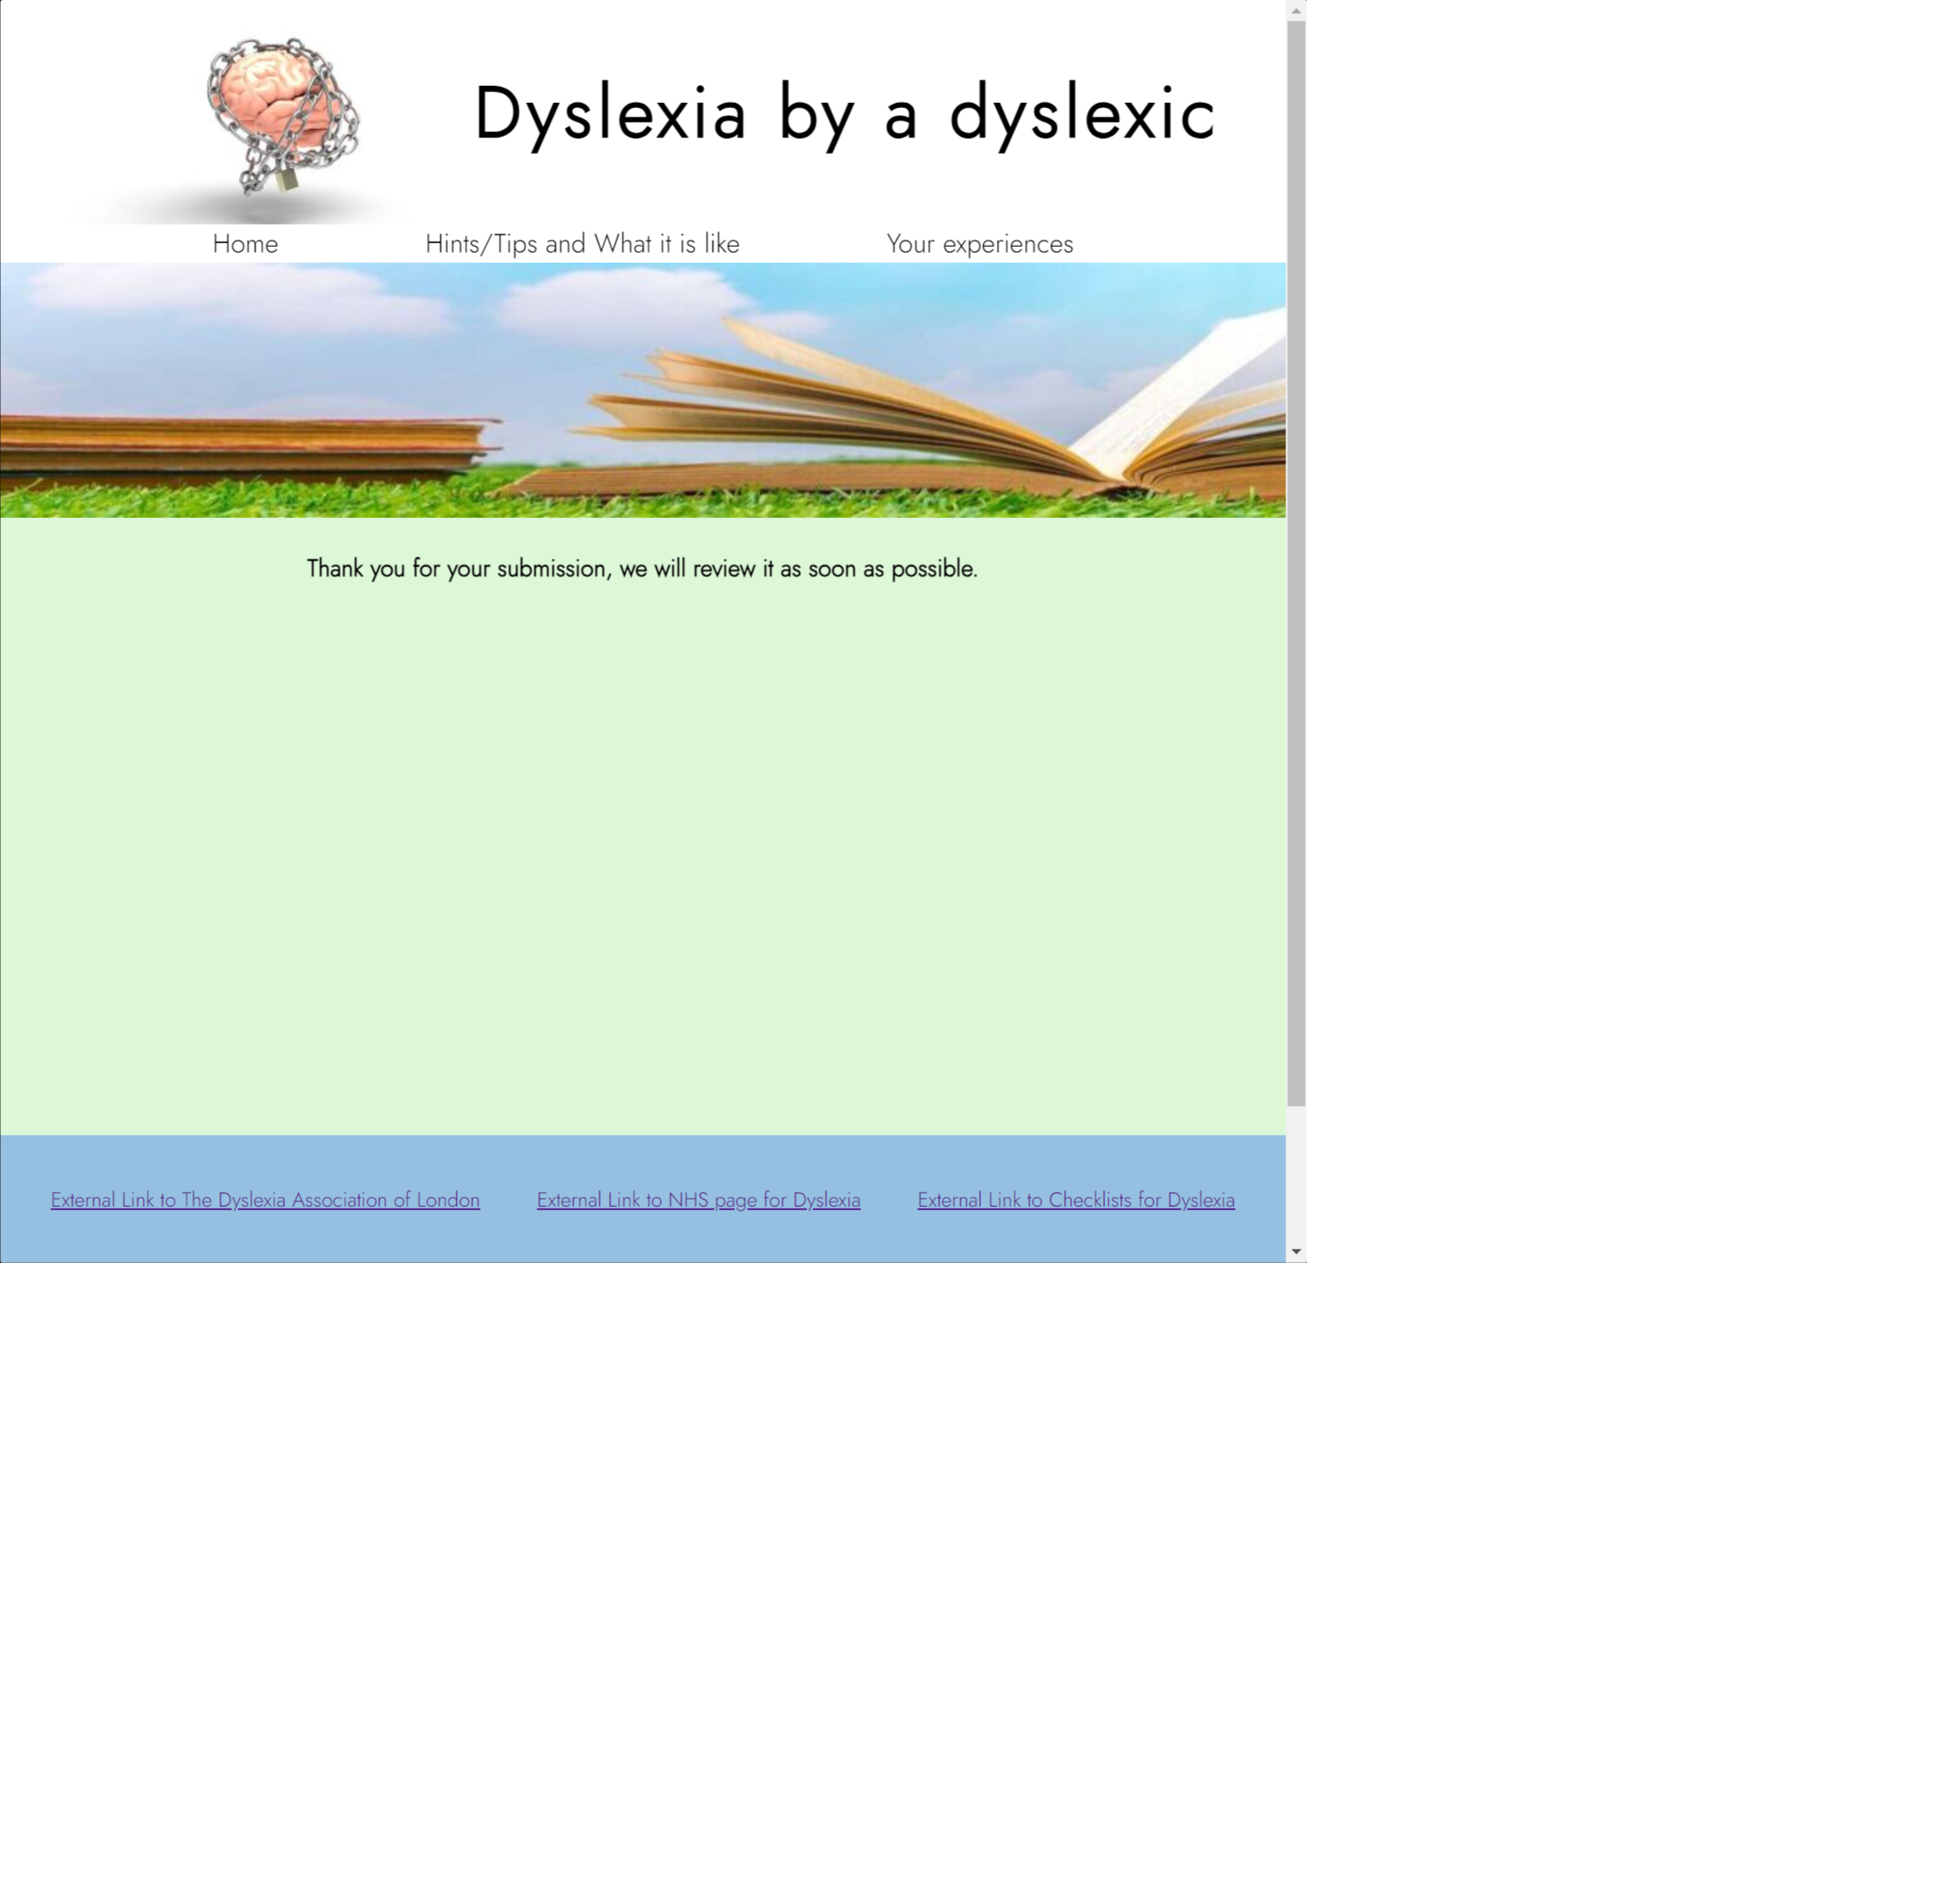 Dyslexia by a dyslexic
Home Hints/Tips and What it is like Your experiences
Thank you for your submission, we will review it as soon as possible.
External Link to The Dyslexia Association of London External Link to NHS page for Dyslexia External Link to Checklists for Dyslexia